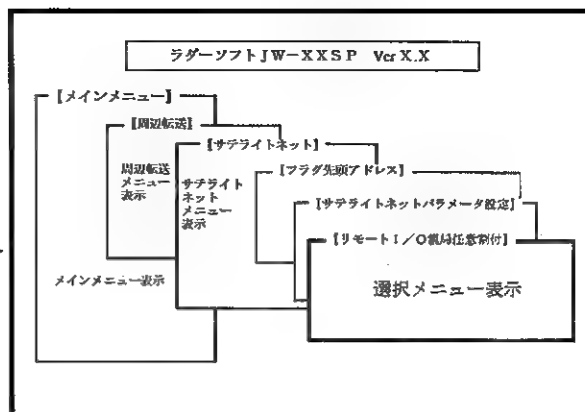 ラダーソフトJW－XXSP Ver X.X
【メインメニュー】
【周辺転送】
【サテライトネット】
周辺転送
メニュー
表示
サテライト
ネット
メニュー
表示
【フラグ先頭アドレス】
【サテライトネットパラメータ設定】
【リモートI／O親局任意割付】
メインメニュー表示
選択メニュー表示